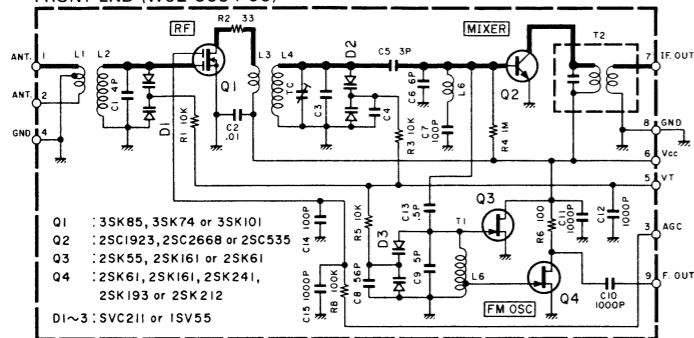 FRONT END (W02-0004-05)
RF
R2 33
MIXER
ANT. 1
L1
L2
C1 4P
D1
R1 10K
Q1
C2 .01
L3
L4
TC
C3
D2
C4
R3 10K
C5 3P
C6 6P
C7 100P
L6
R4 1M
Q2
T2
7 IF. OUT
ANT. 2
GND 4
8 GND
6 Vcc
5 VT
3 AGC
9 F. OUT
C14 100P
C15 1000P
R8 100K
R5 10K
C8 56P
D3
C13 .5P
C9 5P
T1
L6
Q3
R6 100
C11 1000P
C12 1000P
Q4
C10 1000P
FM OSC
Q1 : 3SK85, 3SK74 or 3SK101
Q2 : 2SC1923, 2SC2668 or 2SC535
Q3 : 2SK55, 2SK161 or 2SK61
Q4 : 2SK61, 2SK161, 2SK241,
2SK193 or 2SK212
D1~3 : SVC211 or 1SV55